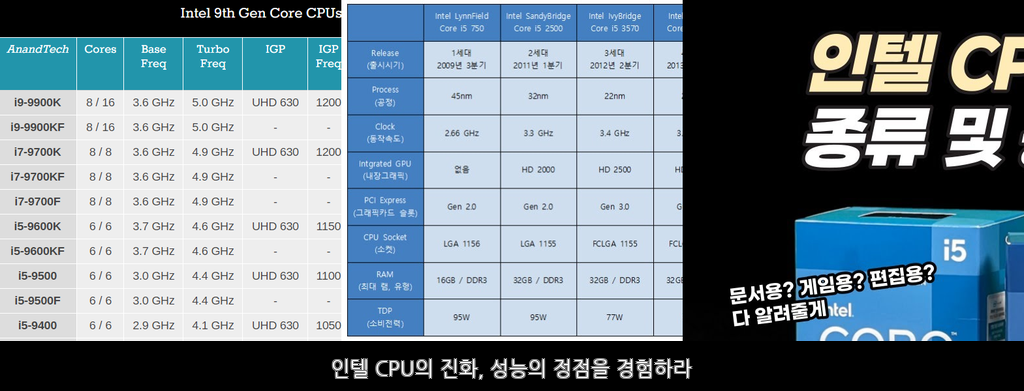 Intel 9th Gen Core CPUs
AnandTech Cores Base Freq Turbo Freq IGP IGP Freq
i9-9900K 8 / 16 3.6 GHz 5.0 GHz UHD 630 1200
i9-9900KF 8 / 16 3.6 GHz 5.0 GHz - -
i7-9700K 8 / 8 3.6 GHz 4.9 GHz UHD 630 1200
i7-9700KF 8 / 8 3.6 GHz 4.9 GHz - -
i7-9700F 8 / 8 3.6 GHz 4.9 GHz - -
i5-9600K 6 / 6 3.7 GHz 4.6 GHz UHD 630 1150
i5-9600KF 6 / 6 3.7 GHz 4.6 GHz - -
i5-9500 6 / 6 3.0 GHz 4.4 GHz UHD 630 1100
i5-9500F 6 / 6 3.0 GHz 4.4 GHz - -
i5-9400 6 / 6 2.9 GHz 4.1 GHz UHD 630 1050
Intel LynnField Intel SandyBridge Intel IvyBridge Intel
Core i5 750 Core i5 2500 Core i5 3570 Core
Release 1세대 2세대 3세대
(출시시기) 2009년 3분기 2011년 1분기 2012년 2분기 2013
Process (공정) 45nm 32nm 22nm
Clock (동작속도) 2.66 GHz 3.3 GHz 3.4 GHz 3.
Intgrated GPU (내장그래픽) 없음 HD 2000 HD 2500 HD
PCI Express (그래픽카드 슬롯) Gen 2.0 Gen 2.0 Gen 3.0 G
CPU Socket (소켓) LGA 1156 LGA 1155 FCLGA 1155 FCL
RAM (최대 램, 유형) 16GB / DDR3 32GB / DDR3 32GB / DDR3 32GB
TDP (소비전력) 95W 95W 77W
인텔 CP
종류 및
i5
문서용? 게임용? 편집용?
다 알려줄게
intel.
CORE
인텔 CPU의 진화, 성능의 정점을 경험하라